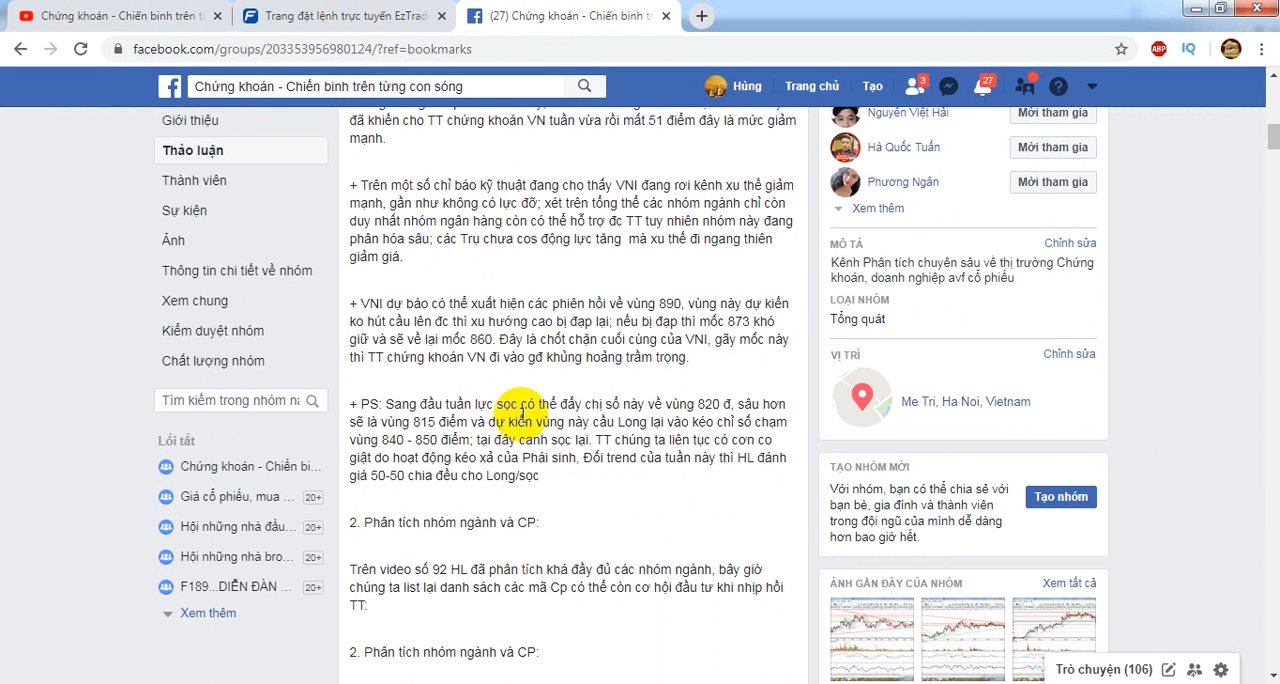 Chứng khoán - Chiến binh trên t
Trang đặt lệnh trực tuyến EzTrad
(27) Chứng khoán - Chiến binh tr
facebook.com/groups/203353956980124/?ref=bookmarks
ABP
IQ
Chứng khoán - Chiến binh trên từng con sóng
Hùng
Trang chủ
Tạo
3
27
Giới thiệu
Thảo luận
Thành viên
Sự kiện
Ảnh
Thông tin chi tiết về nhóm
Xem chung
Kiểm duyệt nhóm
Chất lượng nhóm
Tìm kiếm trong nhóm nà
Lối tắt
Chứng khoán - Chiến bi...
Giá cổ phiếu, mua ... 20+
Hội những nhà đầu... 20+
Hội những nhà bro... 20+
F189...DIỄN ĐÀN ... 20+
Xem thêm
đã khiến cho TT chứng khoán VN tuần vừa rồi mất 51 điểm đây là mức giảm
mạnh.
+ Trên một số chỉ báo kỹ thuật đang cho thấy VNI đang rơi kênh xu thế giảm
mạnh, gần như không có lực đỡ; xét trên tổng thể các nhóm ngành chỉ còn
duy nhất nhóm ngân hàng còn có thể hỗ trợ đc TT tuy nhiên nhóm này đang
phân hóa sâu; các Trụ chưa cos động lực tăng mà xu thế đi ngang thiên
giảm giá.
+ VNI dự báo có thể xuất hiện các phiên hồi về vùng 890, vùng này dự kiến
ko hút cầu lên đc thì xu hướng cao bị đạp lại; nếu bị đạp thì mốc 873 khó
giữ và sẽ về lại mốc 860. Đây là chốt chặn cuối cùng của VNI, gãy mốc này
thì TT chứng khoán VN đi vào gđ khủng hoảng trầm trọng.
+ PS: Sang đầu tuần lực sọc có thể đẩy chị số này về vùng 820 đ, sâu hơn
sẽ là vùng 815 điểm và dự kiến vùng này cầu Long lại vào kéo chỉ số chạm
vùng 840 - 850 điểm; tại đây canh sọc lại. TT chúng ta liên tục có cơn co
giật do hoạt động kéo xả của Phái sinh, Đối trend của tuần này thì HL đánh
giá 50-50 chia đều cho Long/sọc
2. Phân tích nhóm ngành và CP:
Trên video số 92 HL đã phân tích khá đầy đủ các nhóm ngành, bây giờ
chúng ta list lại danh sách các mã Cp có thể còn cơ hội đầu tư khi nhịp hồi
TT:
2. Phân tích nhóm ngành và CP:
Nguyễn Việt Hải Mời tham gia
Hà Quốc Tuấn Mời tham gia
Phương Ngân Mời tham gia
Xem thêm
MÔ TẢ Chỉnh sửa
Kênh Phân tích chuyên sâu về thị trường Chứng
khoán, doanh nghiệp avf cổ phiếu
LOẠI NHÓM
Tổng quát
VỊ TRÍ Chỉnh sửa
Me Tri, Ha Noi, Vietnam
TẠO NHÓM MỚI
Với nhóm, bạn có thể chia sẻ với
bạn bè, gia đình và thành viên
trong đội ngũ của mình dễ dàng
hơn bao giờ hết.
Tạo nhóm
ẢNH GẦN ĐÂY CỦA NHÓM Xem tất cả
Trò chuyện (106)